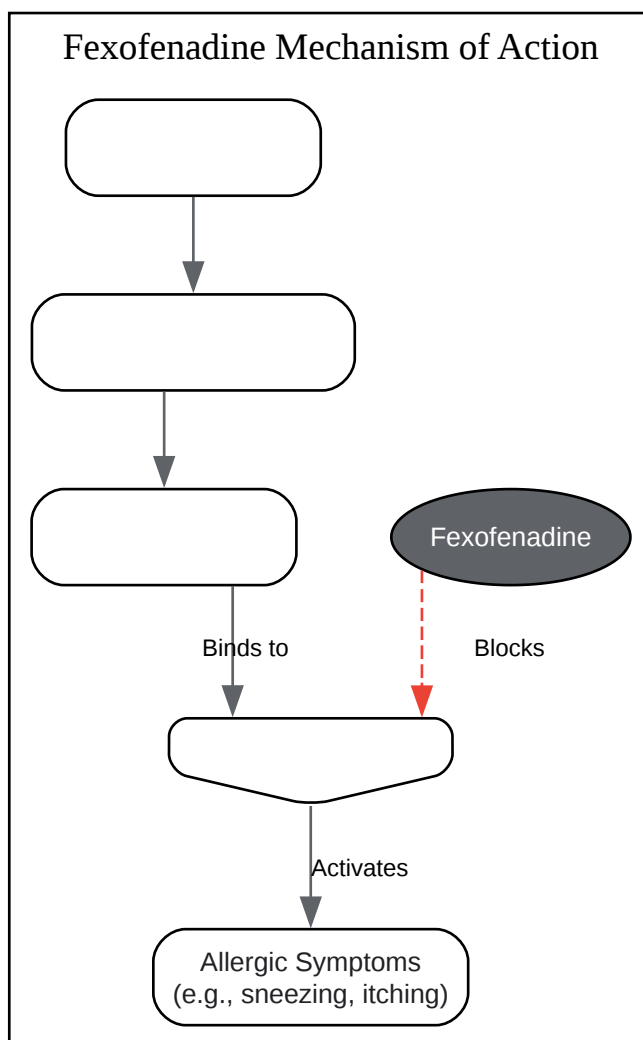 Fexofenadine Mechanism of Action
Fexofenadine
Binds to
Blocks
Activates
Allergic Symptoms
(e.g., sneezing, itching)